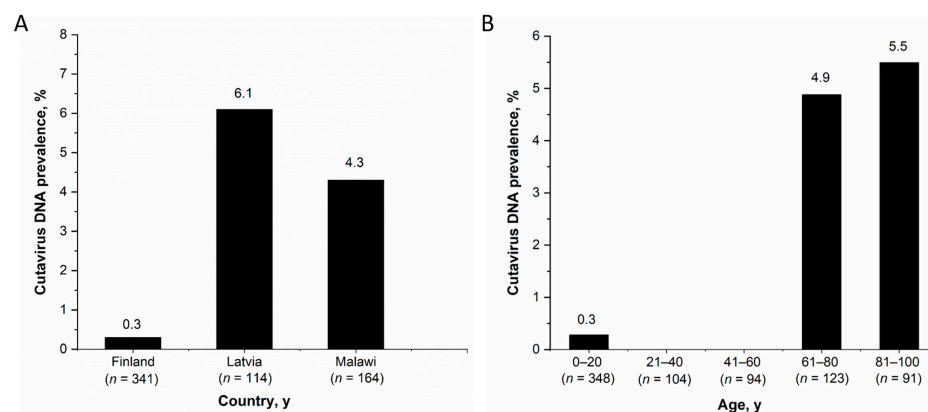 A
Cutavirus DNA prevalence, %
8
7
6
5
4
3
2
1
0
0.3
6.1
4.3
Finland
(n = 341)
Latvia
(n = 114)
Malawi
(n = 164)
Country, y
B
Cutavirus DNA prevalence, %
6
5
4
3
2
1
0
0.3
4.9
5.5
0–20
(n = 348)
21–40
(n = 104)
41–60
(n = 94)
61–80
(n = 123)
81–100
(n = 91)
Age, y